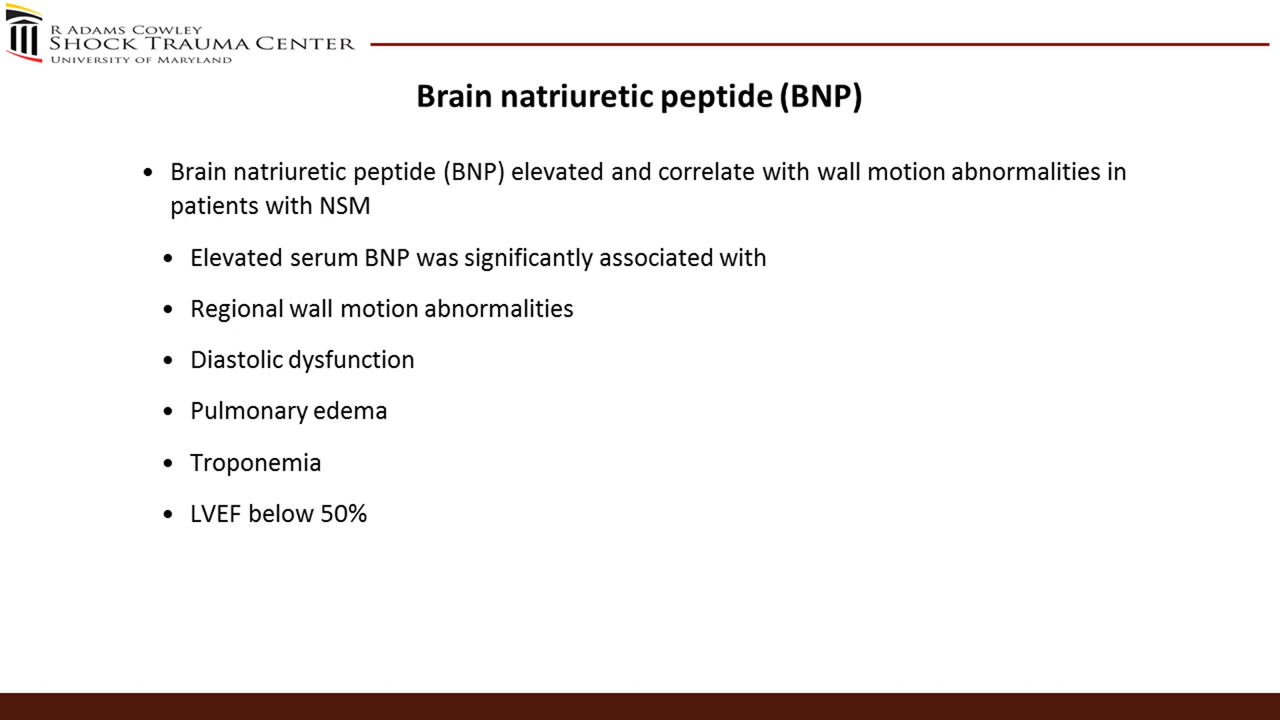 R ADAMS COWLEY
SHOCK TRAUMA CENTER
UNIVERSITY OF MARYLAND
Brain natriuretic peptide (BNP)
• Brain natriuretic peptide (BNP) elevated and correlate with wall motion abnormalities in
patients with NSM
• Elevated serum BNP was significantly associated with
• Regional wall motion abnormalities
• Diastolic dysfunction
• Pulmonary edema
• Troponemia
• LVEF below 50%